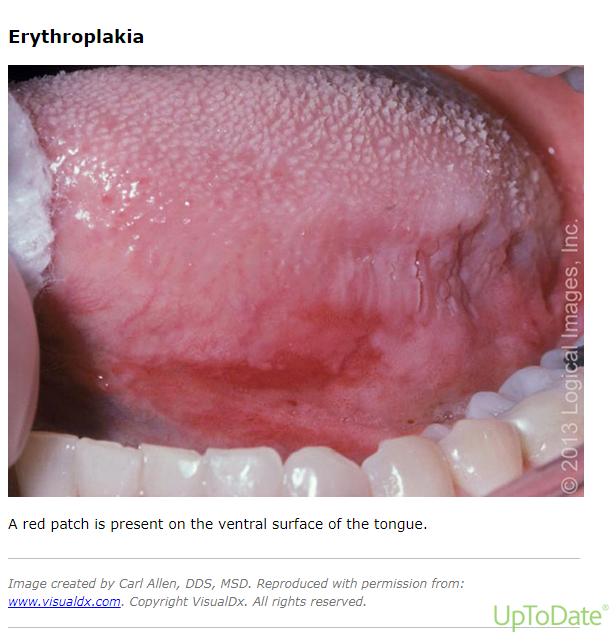 Erythroplakia
© 2013 Logical Images, Inc.
A red patch is present on the ventral surface of the tongue.
Image created by Carl Allen, DDS, MSD. Reproduced with permission from:
www.visualdx.com. Copyright VisualDx. All rights reserved.
UpToDate®